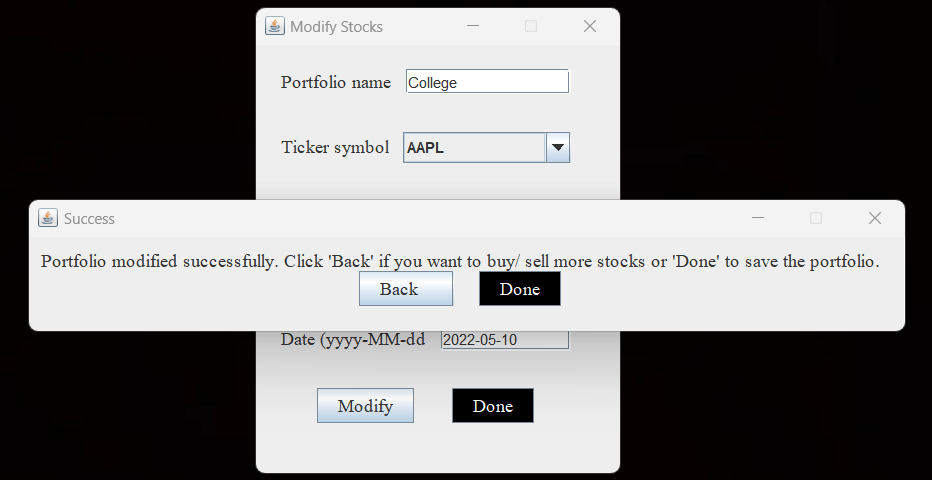 Modify Stocks
Portfolio name College
Ticker symbol AAPL
Success
Portfolio modified successfully. Click 'Back' if you want to buy/ sell more stocks or 'Done' to save the portfolio.
Back Done
Date (yyyy-MM-dd 2022-05-10
Modify Done